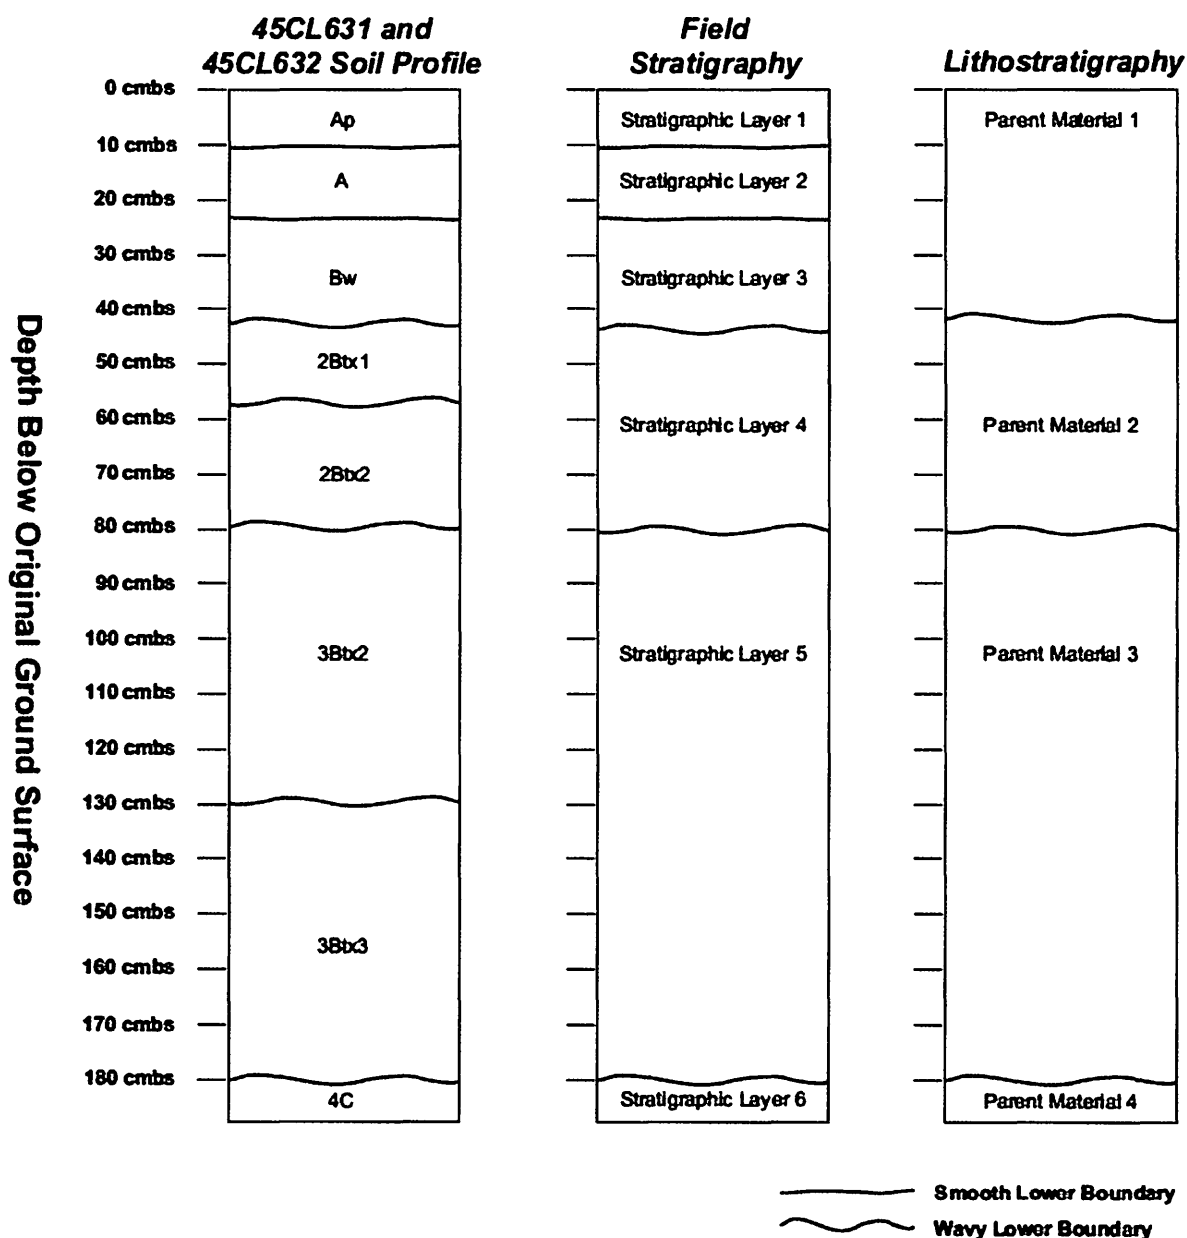 45CL631 and
45CL632 Soil Profile
Field
Stratigraphy
Lithostratigraphy
Depth Below Original Ground Surface
0 cmbs
10 cmbs
20 cmbs
30 cmbs
40 cmbs
50 cmbs
60 cmbs
70 cmbs
80 cmbs
90 cmbs
100 cmbs
110 cmbs
120 cmbs
130 cmbs
140 cmbs
150 cmbs
160 cmbs
170 cmbs
180 cmbs
Ap
A
Bw
2Btx1
2Btx2
3Btx2
3Btx3
4C
Stratigraphic Layer 1
Stratigraphic Layer 2
Stratigraphic Layer 3
Stratigraphic Layer 4
Stratigraphic Layer 5
Stratigraphic Layer 6
Parent Material 1
Parent Material 2
Parent Material 3
Parent Material 4
Smooth Lower Boundary
Wavy Lower Boundary